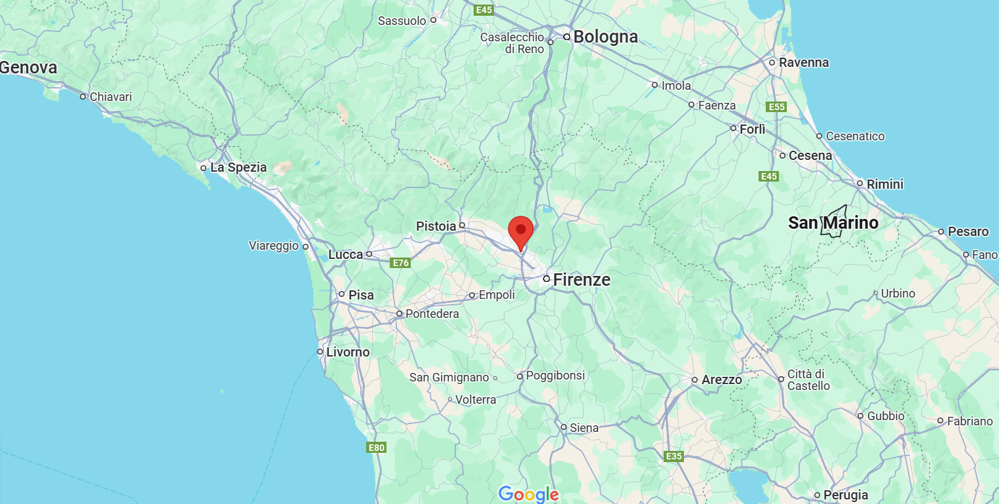 E45
Sassuolo
Casalecchio
di Reno
Bologna
Genova
Ravenna
Imola
Chiavari
Faenza
E55
Forlì
Cesenatico
Cesena
La Spezia
E45
Rimini
San Marino
Pistoia
Pesaro
Viareggio
Lucca
Fano
E76
Firenze
Pisa
Empoli
Urbino
Pontedera
Livorno
San Gimignano
Poggibonsi
Arezzo
Città di
Castello
Volterra
Gubbio
Fabriano
Siena
E80
E35
Google
Perugia